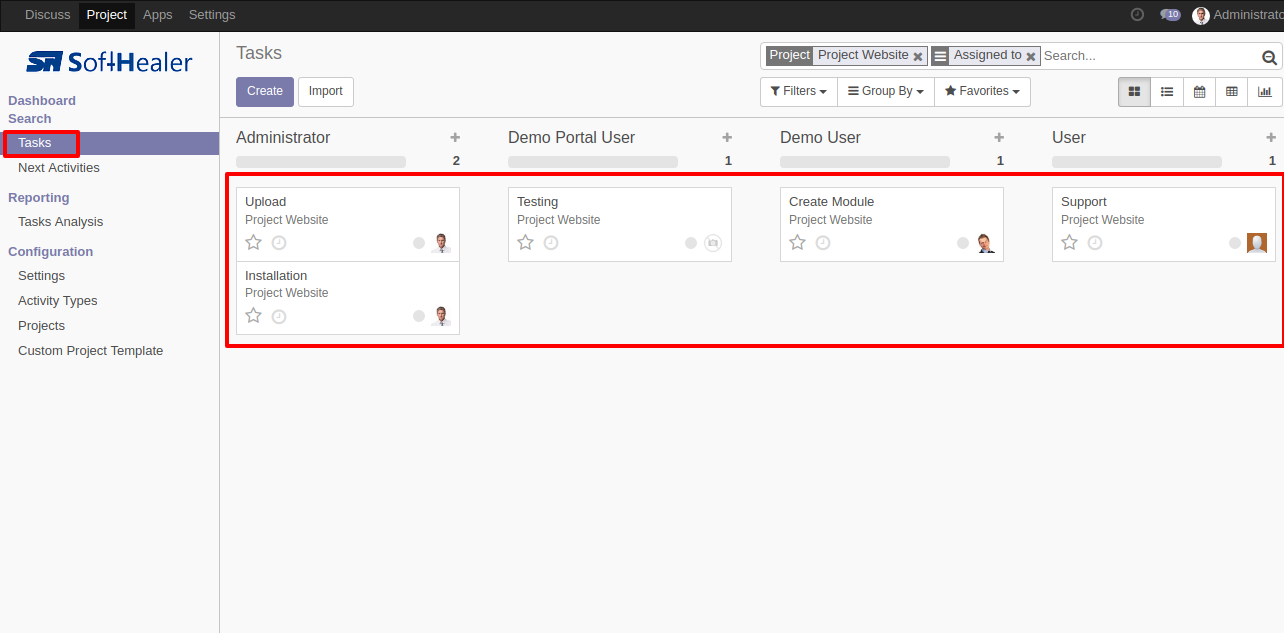 Discuss Project Apps Settings 10 Administrato
SoftHealer
Dashboard
Search
Tasks
Next Activities
Reporting
Tasks Analysis
Configuration
Settings
Activity Types
Projects
Custom Project Template
Tasks
Project Project Website Assigned to Search...
Create Import
Filters Group By Favorites
Administrator
2
Upload
Project Website
Installation
Project Website
Demo Portal User
1
Testing
Project Website
Demo User
1
Create Module
Project Website
User
1
Support
Project Website